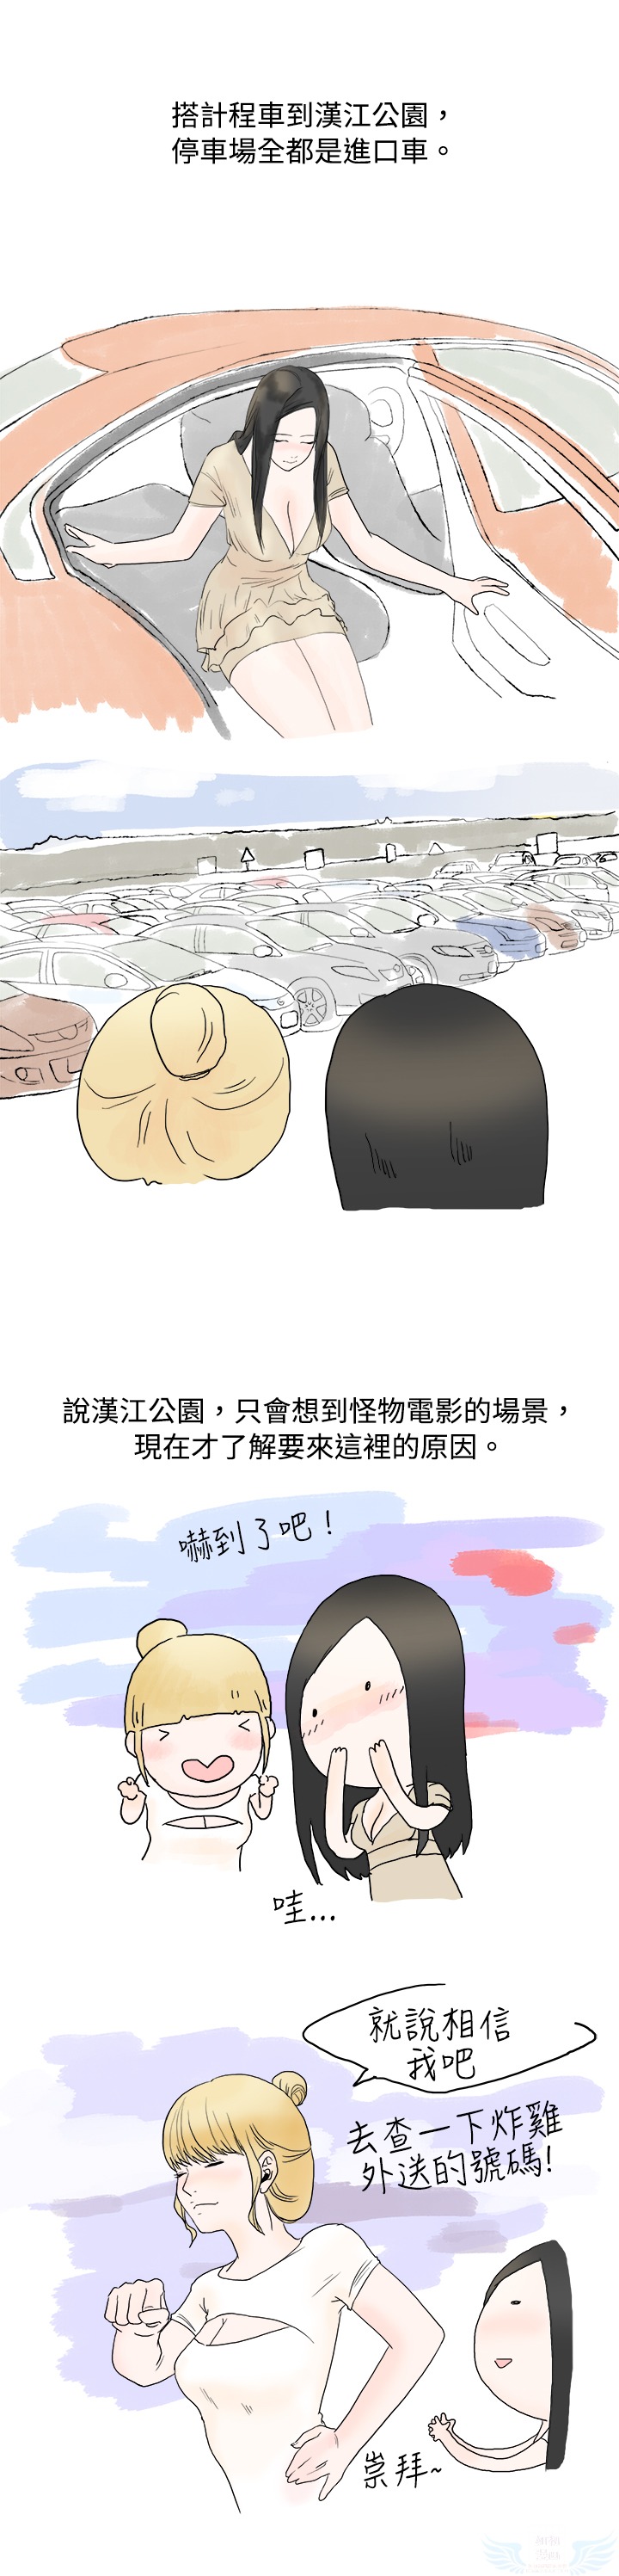 搭計程車到漢江公園，
停車場全都是進口車。
說漢江公園，只會想到怪物電影的場景，
現在才了解要來這裡的原因。
嚇到了吧！
哇...
就說相信
我吧
去查一下炸雞
外送的號碼！
崇拜~